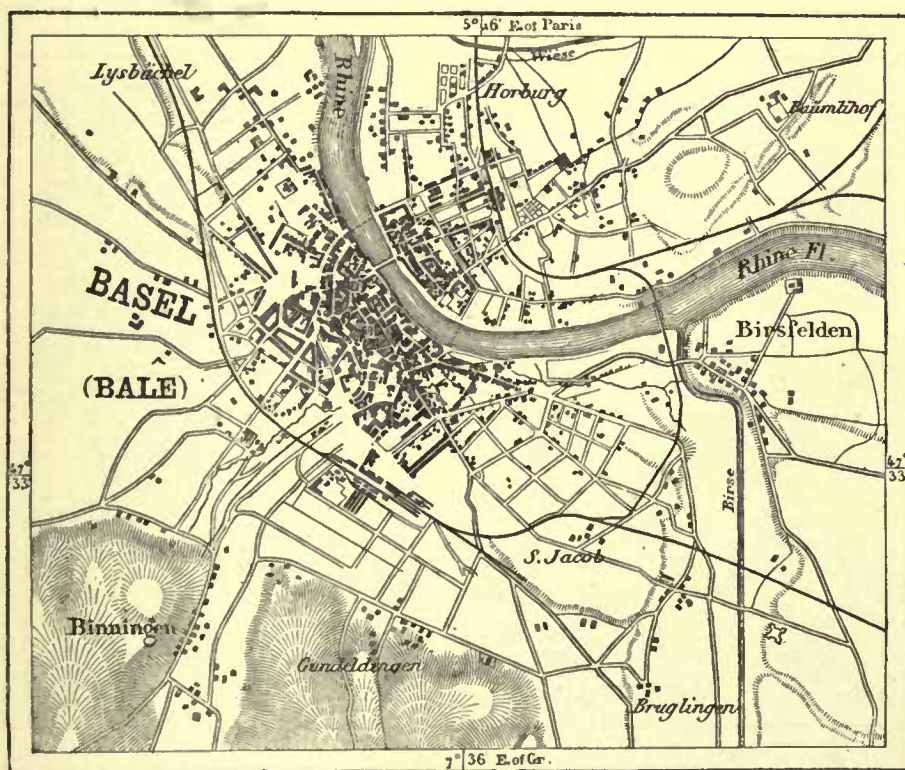 5° 46' E. of Paris
Wiese
Lysbüchel
Rhine
Horburg
Bäumlihof
Rhine Fl.
BASEL
Birsfelden
(BALE)
47°
33'
47°
33'
Birse
S. Jacob
Binningen
Gundeldingen
Bruglingen
7° 36 E. of Gr.